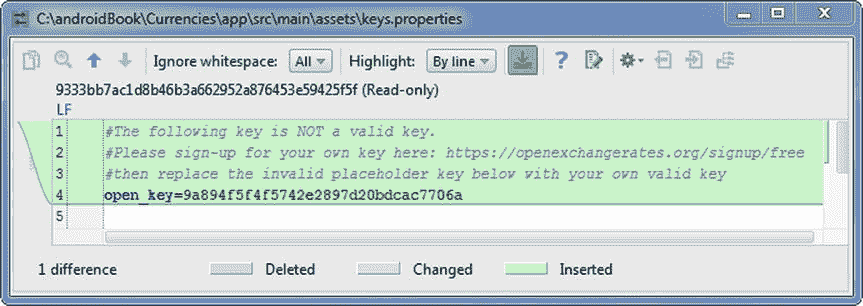 C:\androidBook\Currencies\app\src\main\assets\keys.properties
Ignore whitespace: All Highlight: By line ?
9333bb7ac1d8b46b3a662952a876453e59425f5f (Read-only)
LF
1 #The following key is NOT a valid key.
2 #Please sign-up for your own key here: https://openexchangerates.org/signup/free
3 #then replace the invalid placeholder key below with your own valid key
4 open_key=9a894f5f4f5742e2897d20bdcac7706a
5
1 difference Deleted Changed Inserted